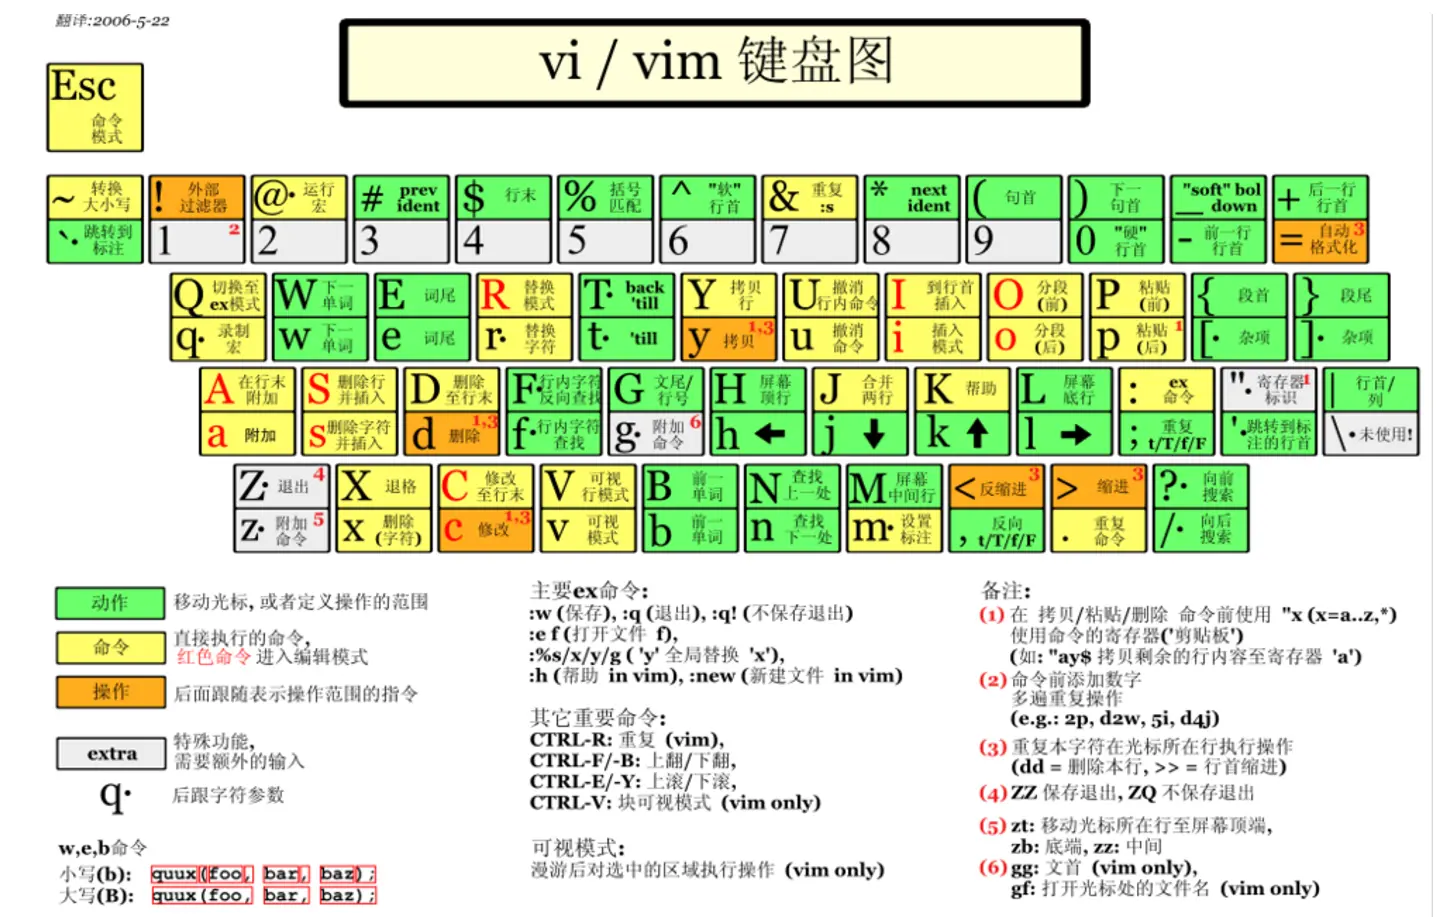 翻译:2006-5-22
vi / vim 键盘图
Esc
命令
模式
~ 转换
大小写
! 外部
过滤器
@· 运行
宏
# prev
ident
$ 行末
% 括号
匹配
^ "软"
行首
& 重复
:s
* next
ident
( 句首
) 下一
句首
"soft" bol
_ down
+ 后一行
行首
`· 跳转到
标注
1 2
2
3
4
5
6
7
8
9
0 "硬"
行首
- 前一行
行首
= 自动 3
格式化
Q 切换至
ex模式
W 下一
单词
E 词尾
R 替换
模式
T· back
'till
Y 拷贝
行
U 撤消
行内命令
I 到行首
插入
O 分段
(前)
P 粘贴
(前)
{ 段首
} 段尾
q· 录制
宏
w 下一
单词
e 词尾
r· 替换
字符
t· 'till
y 拷贝 1,3
u 撤消
命令
i 插入
模式
o 分段
(后)
p 粘贴 1
(后)
[· 杂项
]· 杂项
A 在行末
附加
S 删除行
并插入
D 删除
至行末
F· 行内字符
反向查找
G 文尾/
行号
H 屏幕
顶行
J 合并
两行
K 帮助
L 屏幕
底行
: ex
命令
"· 寄存器 1
标识
| 行首/
列
a 附加
s 删除字符
并插入
d 删除 1,3
f· 行内字符
查找
g· 附加 6
命令
h ←
j ↓
k ↑
l →
; 重复
t/T/f/F
'· 跳转到标
注的行首
\· 未使用!
Z· 退出 4
X 退格
C 修改
至行末
V 可视
行模式
B 前一
单词
N 查找
上一处
M 屏幕
中间行
< 反缩进 3
> 缩进 3
?· 向前
搜索
z· 附加 5
命令
x 删除
(字符)
c 修改 1,3
v 可视
模式
b 前一
单词
n 查找
下一处
m· 设置
标注
, 反向
t/T/f/F
. 重复
命令
/· 向后
搜索
动作 移动光标, 或者定义操作的范围
命令 直接执行的命令,
红色命令 进入编辑模式
操作 后面跟随表示操作范围的指令
extra 特殊功能,
需要额外的输入
q· 后跟字符参数
w,e,b命令
小写(b): quux(foo, bar, baz);
大写(B): quux(foo, bar, baz);
主要ex命令:
:w (保存), :q (退出), :q! (不保存退出)
:e f (打开文件 f),
:%s/x/y/g ( 'y' 全局替换 'x'),
:h (帮助 in vim), :new (新建文件 in vim)
其它重要命令:
CTRL-R: 重复 (vim),
CTRL-F/-B: 上翻/下翻,
CTRL-E/-Y: 上滚/下滚,
CTRL-V: 块可视模式 (vim only)
可视模式:
漫游后对选中的区域执行操作 (vim only)
备注:
(1) 在 拷贝/粘贴/删除 命令前使用 "x (x=a..z,*)
使用命令的寄存器('剪贴板')
(如: "ay$ 拷贝剩余的行内容至寄存器 'a')
(2) 命令前添加数字
多遍重复操作
(e.g.: 2p, d2w, 5i, d4j)
(3) 重复本字符在光标所在行执行操作
(dd = 删除本行, >> = 行首缩进)
(4) ZZ 保存退出, ZQ 不保存退出
(5) zt: 移动光标所在行至屏幕顶端,
zb: 底端, zz: 中间
(6) gg: 文首 (vim only),
gf: 打开光标处的文件名 (vim only)